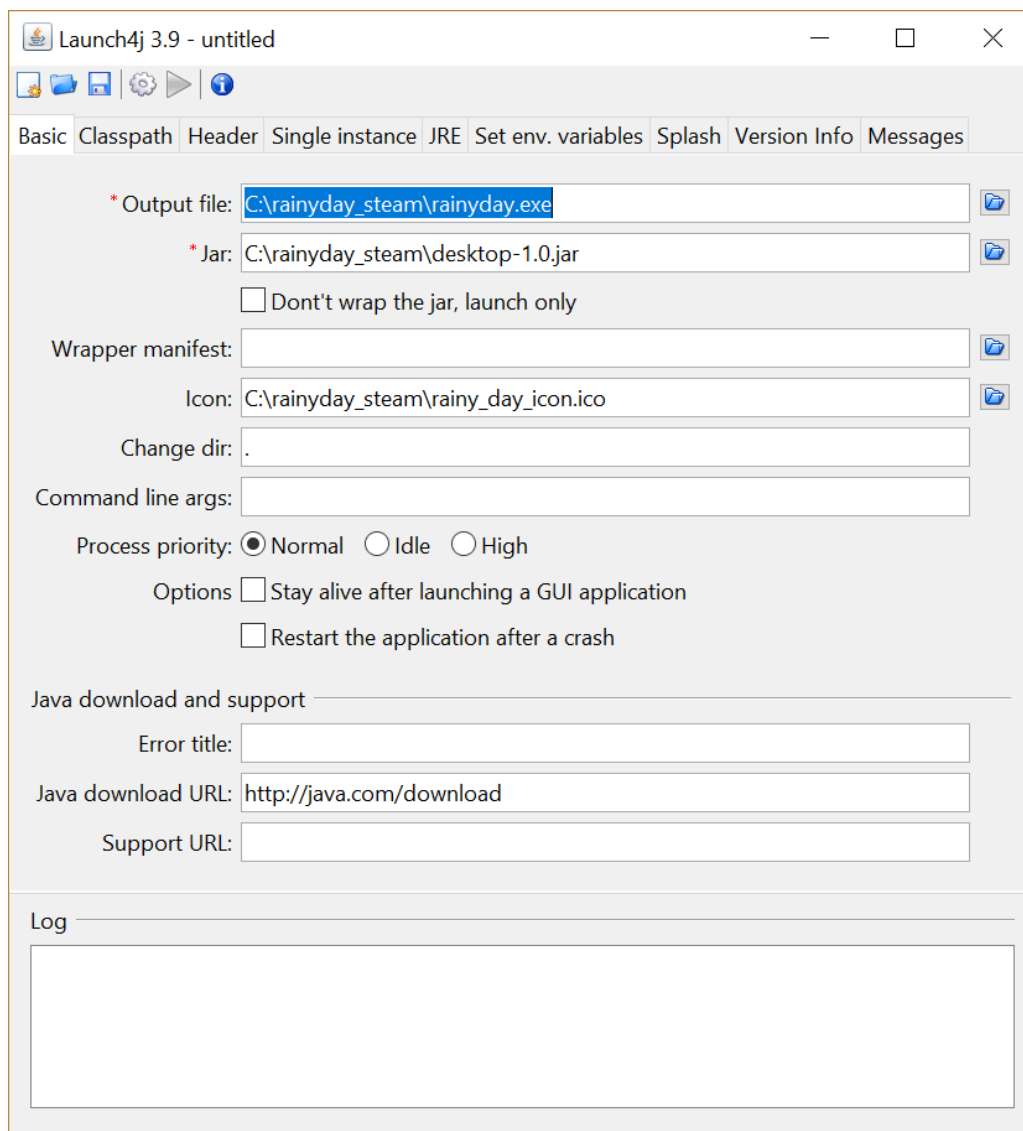 Launch4j 3.9 - untitled
Basic Classpath Header Single instance JRE Set env. variables Splash Version Info Messages
*Output file: C:\rainyday_steam\rainyday.exe
*Jar: C:\rainyday_steam\desktop-1.0.jar
Dont't wrap the jar, launch only
Wrapper manifest:
Icon: C:\rainyday_steam\rainy_day_icon.ico
Change dir: .
Command line args:
Process priority: Normal Idle High
Options Stay alive after launching a GUI application
Restart the application after a crash
Java download and support
Error title:
Java download URL: http://java.com/download
Support URL:
Log